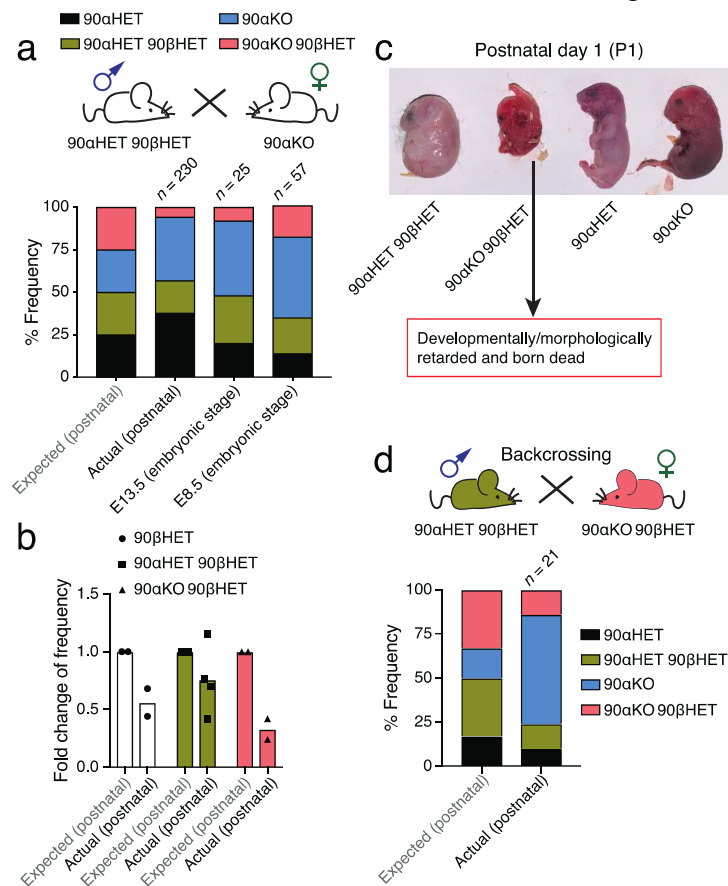 90αHET
90αKO
90αHET 90βHET
90αKO 90βHET
a
90αHET 90βHET
90αKO
n = 230
n = 25
n = 57
% Frequency
100
75
50
25
0
Expected (postnatal)
Actual (postnatal)
E13.5 (embryonic stage)
E8.5 (embryonic stage)
b
90βHET
90αHET 90βHET
90αKO 90βHET
Fold change of frequency
1.5
1.0
0.5
0.0
Expected (postnatal)
Actual (postnatal)
Expected (postnatal)
Actual (postnatal)
Expected (postnatal)
Actual (postnatal)
c
Postnatal day 1 (P1)
90αHET 90βHET
90αKO 90βHET
90αHET
90αKO
Developmentally/morphologically
retarded and born dead
d
Backcrossing
90αHET 90βHET
90αKO 90βHET
n = 21
% Frequency
100
75
50
25
0
Expected (postnatal)
Actual (postnatal)
90αHET
90αHET 90βHET
90αKO
90αKO 90βHET